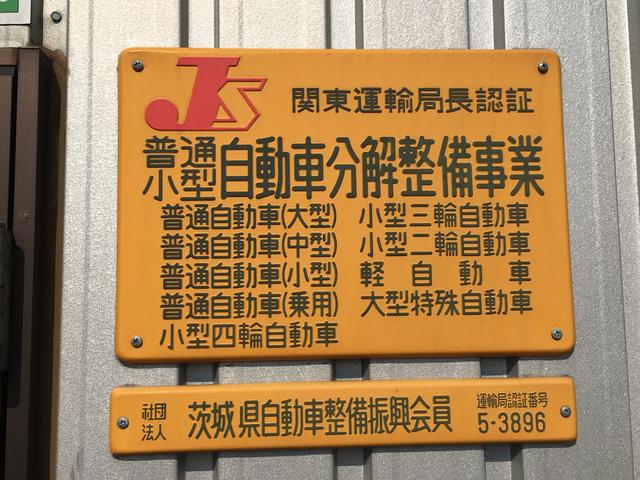 JS 関東運輸局長認証
普通 小型 自動車分解整備事業
普通自動車(大型) 小型三輪自動車
普通自動車(中型) 小型二輪自動車
普通自動車(小型) 軽自動車
普通自動車(乗用) 大型特殊自動車
小型四輪自動車
社団法人 茨城県自動車整備振興会員 運輸局認証番号 5-3896